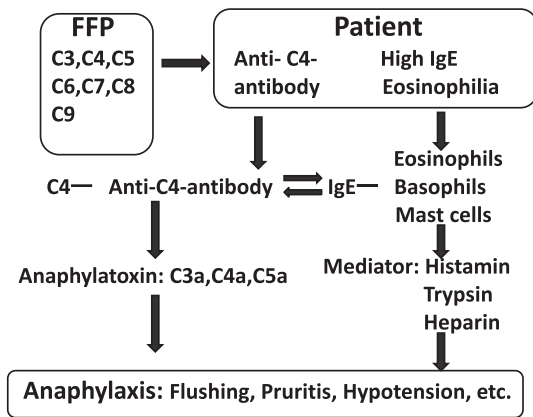 FFP
C3,C4,C5
C6,C7,C8
C9
Patient
Anti- C4-
antibody
High IgE
Eosinophilia
C4
Anti-C4-antibody
IgE
Eosinophils
Basophils
Mast cells
Anaphylatoxin: C3a,C4a,C5a
Mediator: Histamin
Trypsin
Heparin
Anaphylaxis: Flushing, Pruritis, Hypotension, etc.